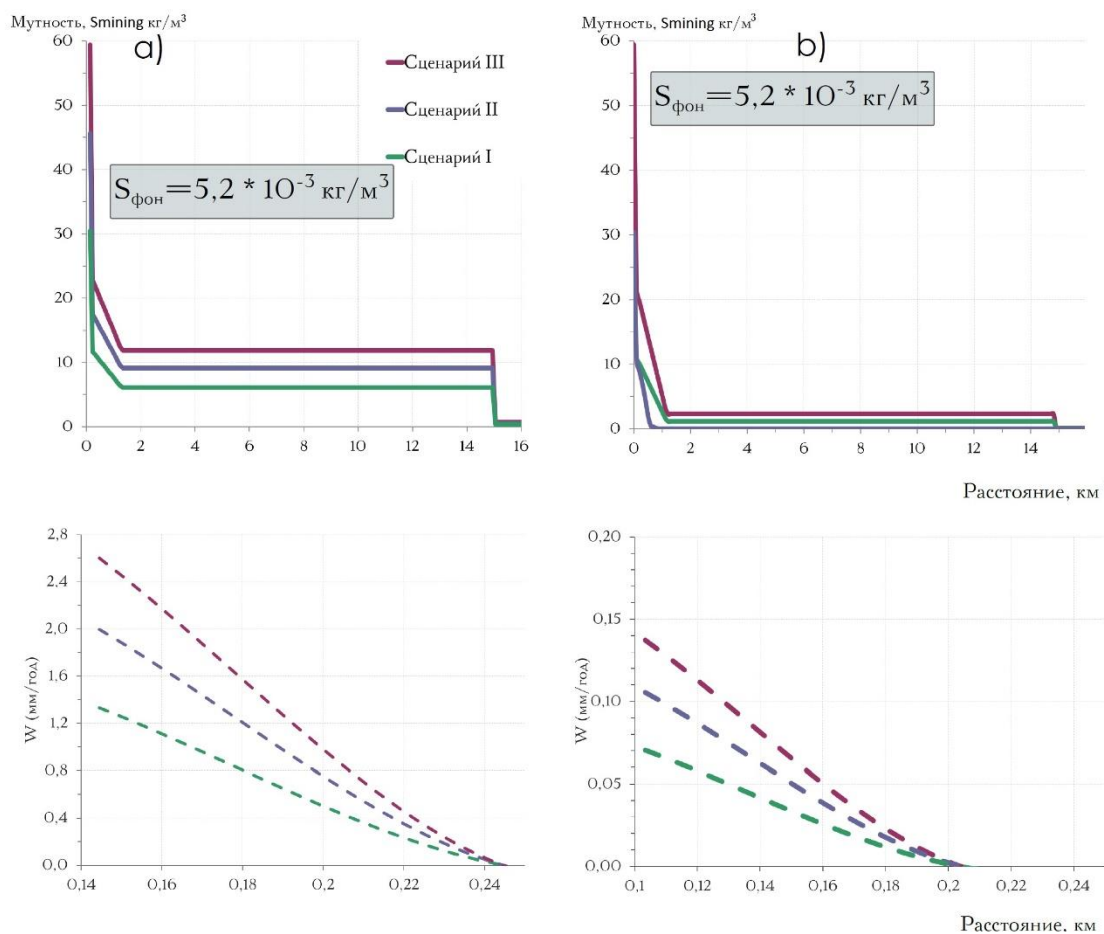 Мутность, Smining кг/м³
a)
60
50
40
30
20
10
0
0 2 4 6 8 10 12 14 16
Сценарий III
Сценарий II
Сценарий I
Sфон=5,2 * 10⁻³ кг/м³
Мутность, Smining кг/м³
b)
60
50
40
30
20
10
0
0 2 4 6 8 10 12 14
Sфон=5,2 * 10⁻³ кг/м³
Расстояние, км
W (мм/год)
2,8
2,4
2,0
1,6
1,2
0,8
0,4
0,0
0,14 0,16 0,18 0,2 0,22 0,24
W (мм/год)
0,20
0,15
0,10
0,05
0,00
0,1 0,12 0,14 0,16 0,18 0,2 0,22 0,24
Расстояние, км